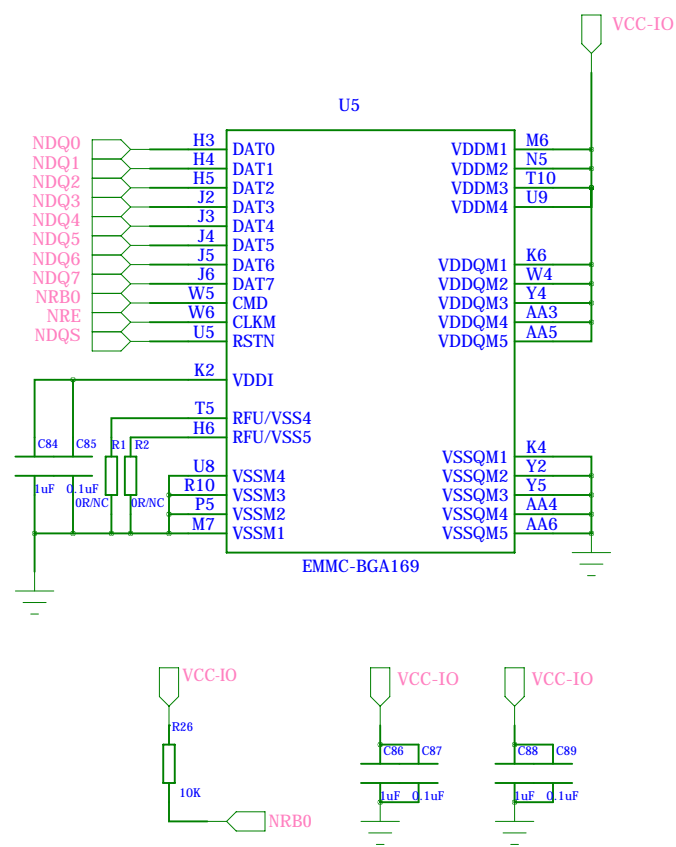 VCC-IO
U5
NDQ0 H3 DAT0 VDDM1 M6
NDQ1 H4 DAT1 VDDM2 N5
NDQ2 H5 DAT2 VDDM3 T10
NDQ3 J2 DAT3 VDDM4 U9
NDQ4 J3 DAT4
NDQ5 J4 DAT5
NDQ6 J5 DAT6 VDDQM1 K6
NDQ7 J6 DAT7 VDDQM2 W4
NRB0 W5 CMD VDDQM3 Y4
NRE W6 CLKM VDDQM4 AA3
NDQS U5 RSTN VDDQM5 AA5
K2 VDDI
T5 RFU/VSS4
H6 RFU/VSS5
C84 C85 R1 R2
VSSQM1 K4
U8 VSSM4 VSSQM2 Y2
1uF 0.1uF R10 VSSM3 VSSQM3 Y5
0R/NC 0R/NC P5 VSSM2 VSSQM4 AA4
M7 VSSM1 VSSQM5 AA6
EMMC-BGA169
VCC-IO VCC-IO VCC-IO
R26
C86 C87 C88 C89
10K 1uF 0.1uF 1uF 0.1uF
NRB0